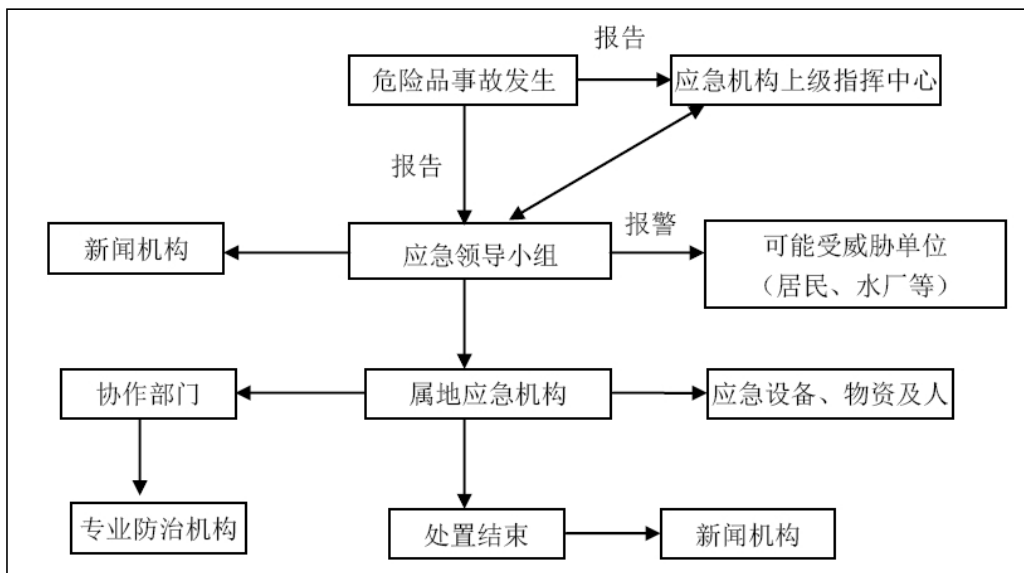 报告
危险品事故发生
应急机构上级指挥中心
报告
新闻机构
应急领导小组
报警
可能受威胁单位
（居民、水厂等）
协作部门
属地应急机构
应急设备、物资及人
专业防治机构
处置结束
新闻机构